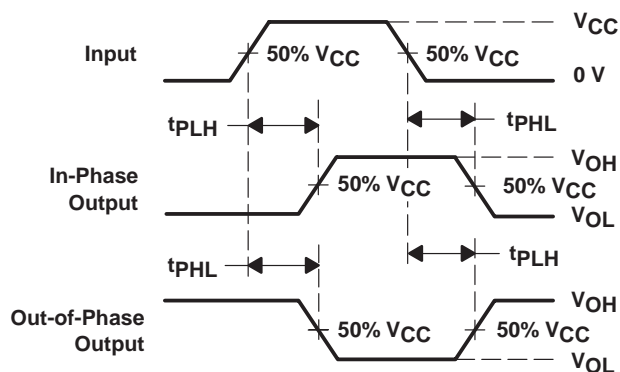 VCC
Input
50% VCC
50% VCC
0 V
tPLH
tPHL
In-Phase
Output
50% VCC
VOH
50% VCC
VOL
tPHL
tPLH
Out-of-Phase
Output
50% VCC
VOH
50% VCC
VOL